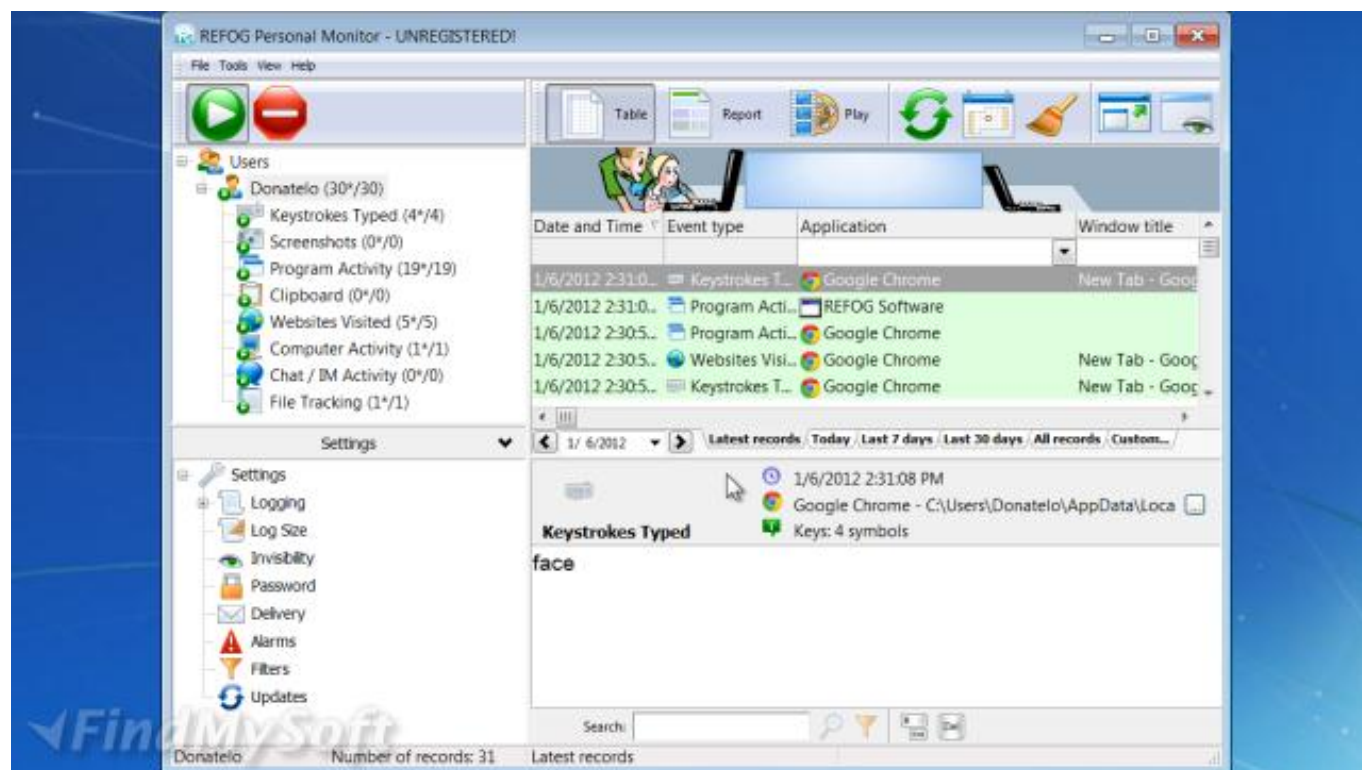 REFOG Personal Monitor - UNREGISTERED!
File Tools View Help
Table Report Play
Users
Donatelo (30*/30)
Keystrokes Typed (4*/4)
Screenshots (0*/0)
Program Activity (19*/19)
Clipboard (0*/0)
Websites Visited (5*/5)
Computer Activity (1*/1)
Chat / IM Activity (0*/0)
File Tracking (1*/1)
Settings
Settings
Logging
Log Size
Invisibility
Password
Delivery
Alarms
Filters
Updates
Date and Time Event type Application Window title
1/6/2012 2:31:0... Keystrokes T... Google Chrome New Tab - Goog
1/6/2012 2:31:0... Program Acti... REFOG Software
1/6/2012 2:30:5... Program Acti... Google Chrome
1/6/2012 2:30:5... Websites Visi... Google Chrome New Tab - Goog
1/6/2012 2:30:5... Keystrokes T... Google Chrome New Tab - Goog
1/ 6/2012 Latest records Today Last 7 days Last 30 days All records Custom...
1/6/2012 2:31:08 PM
Google Chrome - C:\Users\Donatelo\AppData\Loca ...
Keystrokes Typed Keys: 4 symbols
face
Search:
FindMySoft
Donatelo Number of records: 31 Latest records